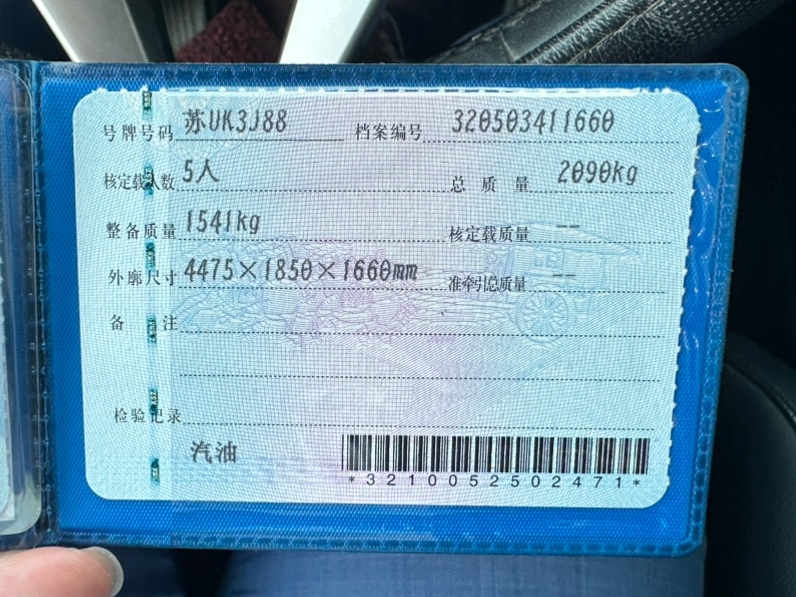 号牌号码 苏UK3J88 档案编号 320503411660
核定载人数 5人 总质量 2090kg
整备质量 1541kg 核定载质量 --
外廓尺寸 4475×1850×1660mm 准牵引总质量 --
备注
检验记录
汽油
*3210052502471*